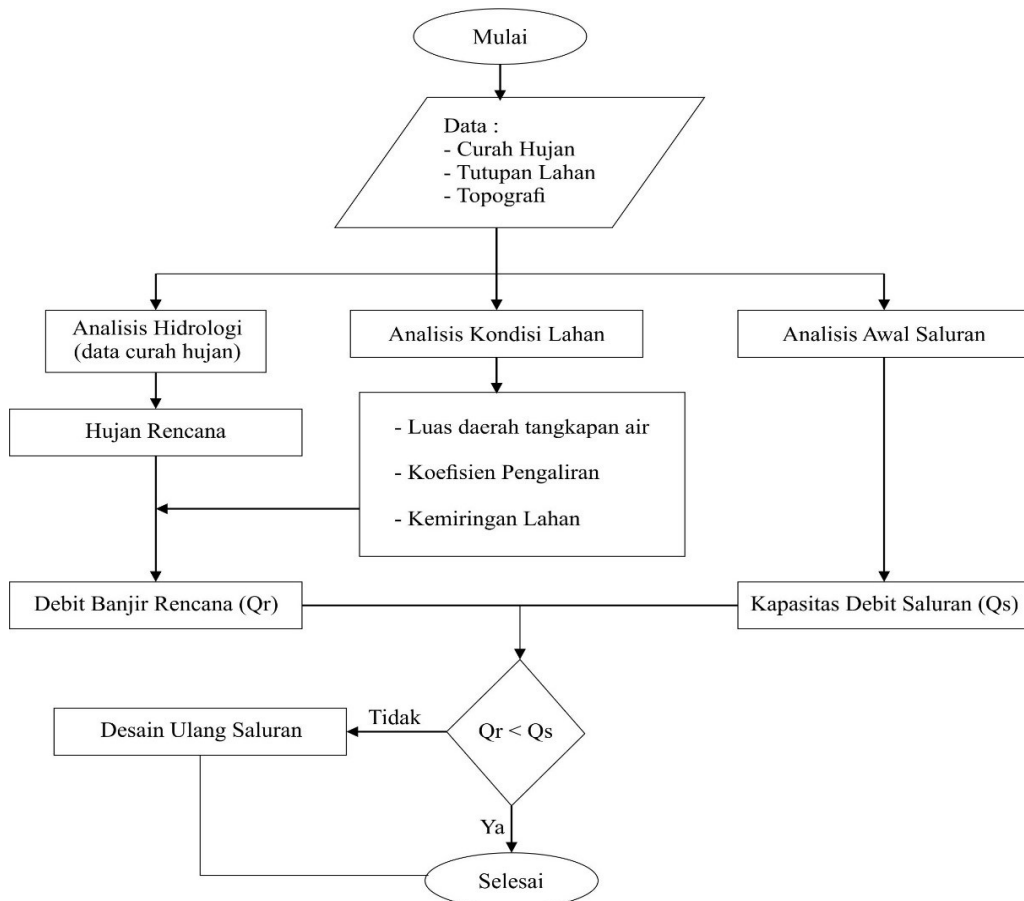 Mulai
Data :
- Curah Hujan
- Tutupan Lahan
- Topografi
Analisis Hidrologi
(data curah hujan)
Analisis Kondisi Lahan
Analisis Awal Saluran
Hujan Rencana
- Luas daerah tangkapan air
- Koefisien Pengaliran
- Kemiringan Lahan
Debit Banjir Rencana (Qr)
Kapasitas Debit Saluran (Qs)
Qr < Qs
Tidak
Desain Ulang Saluran
Ya
Selesai